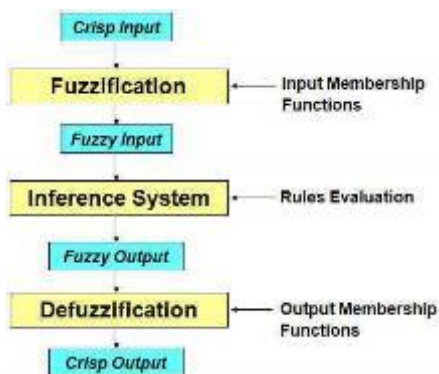 Crisp Input
Fuzzification
Input Membership
Functions
Fuzzy Input
Inference System
Rules Evaluation
Fuzzy Output
Defuzzification
Output Membership
Functions
Crisp Output